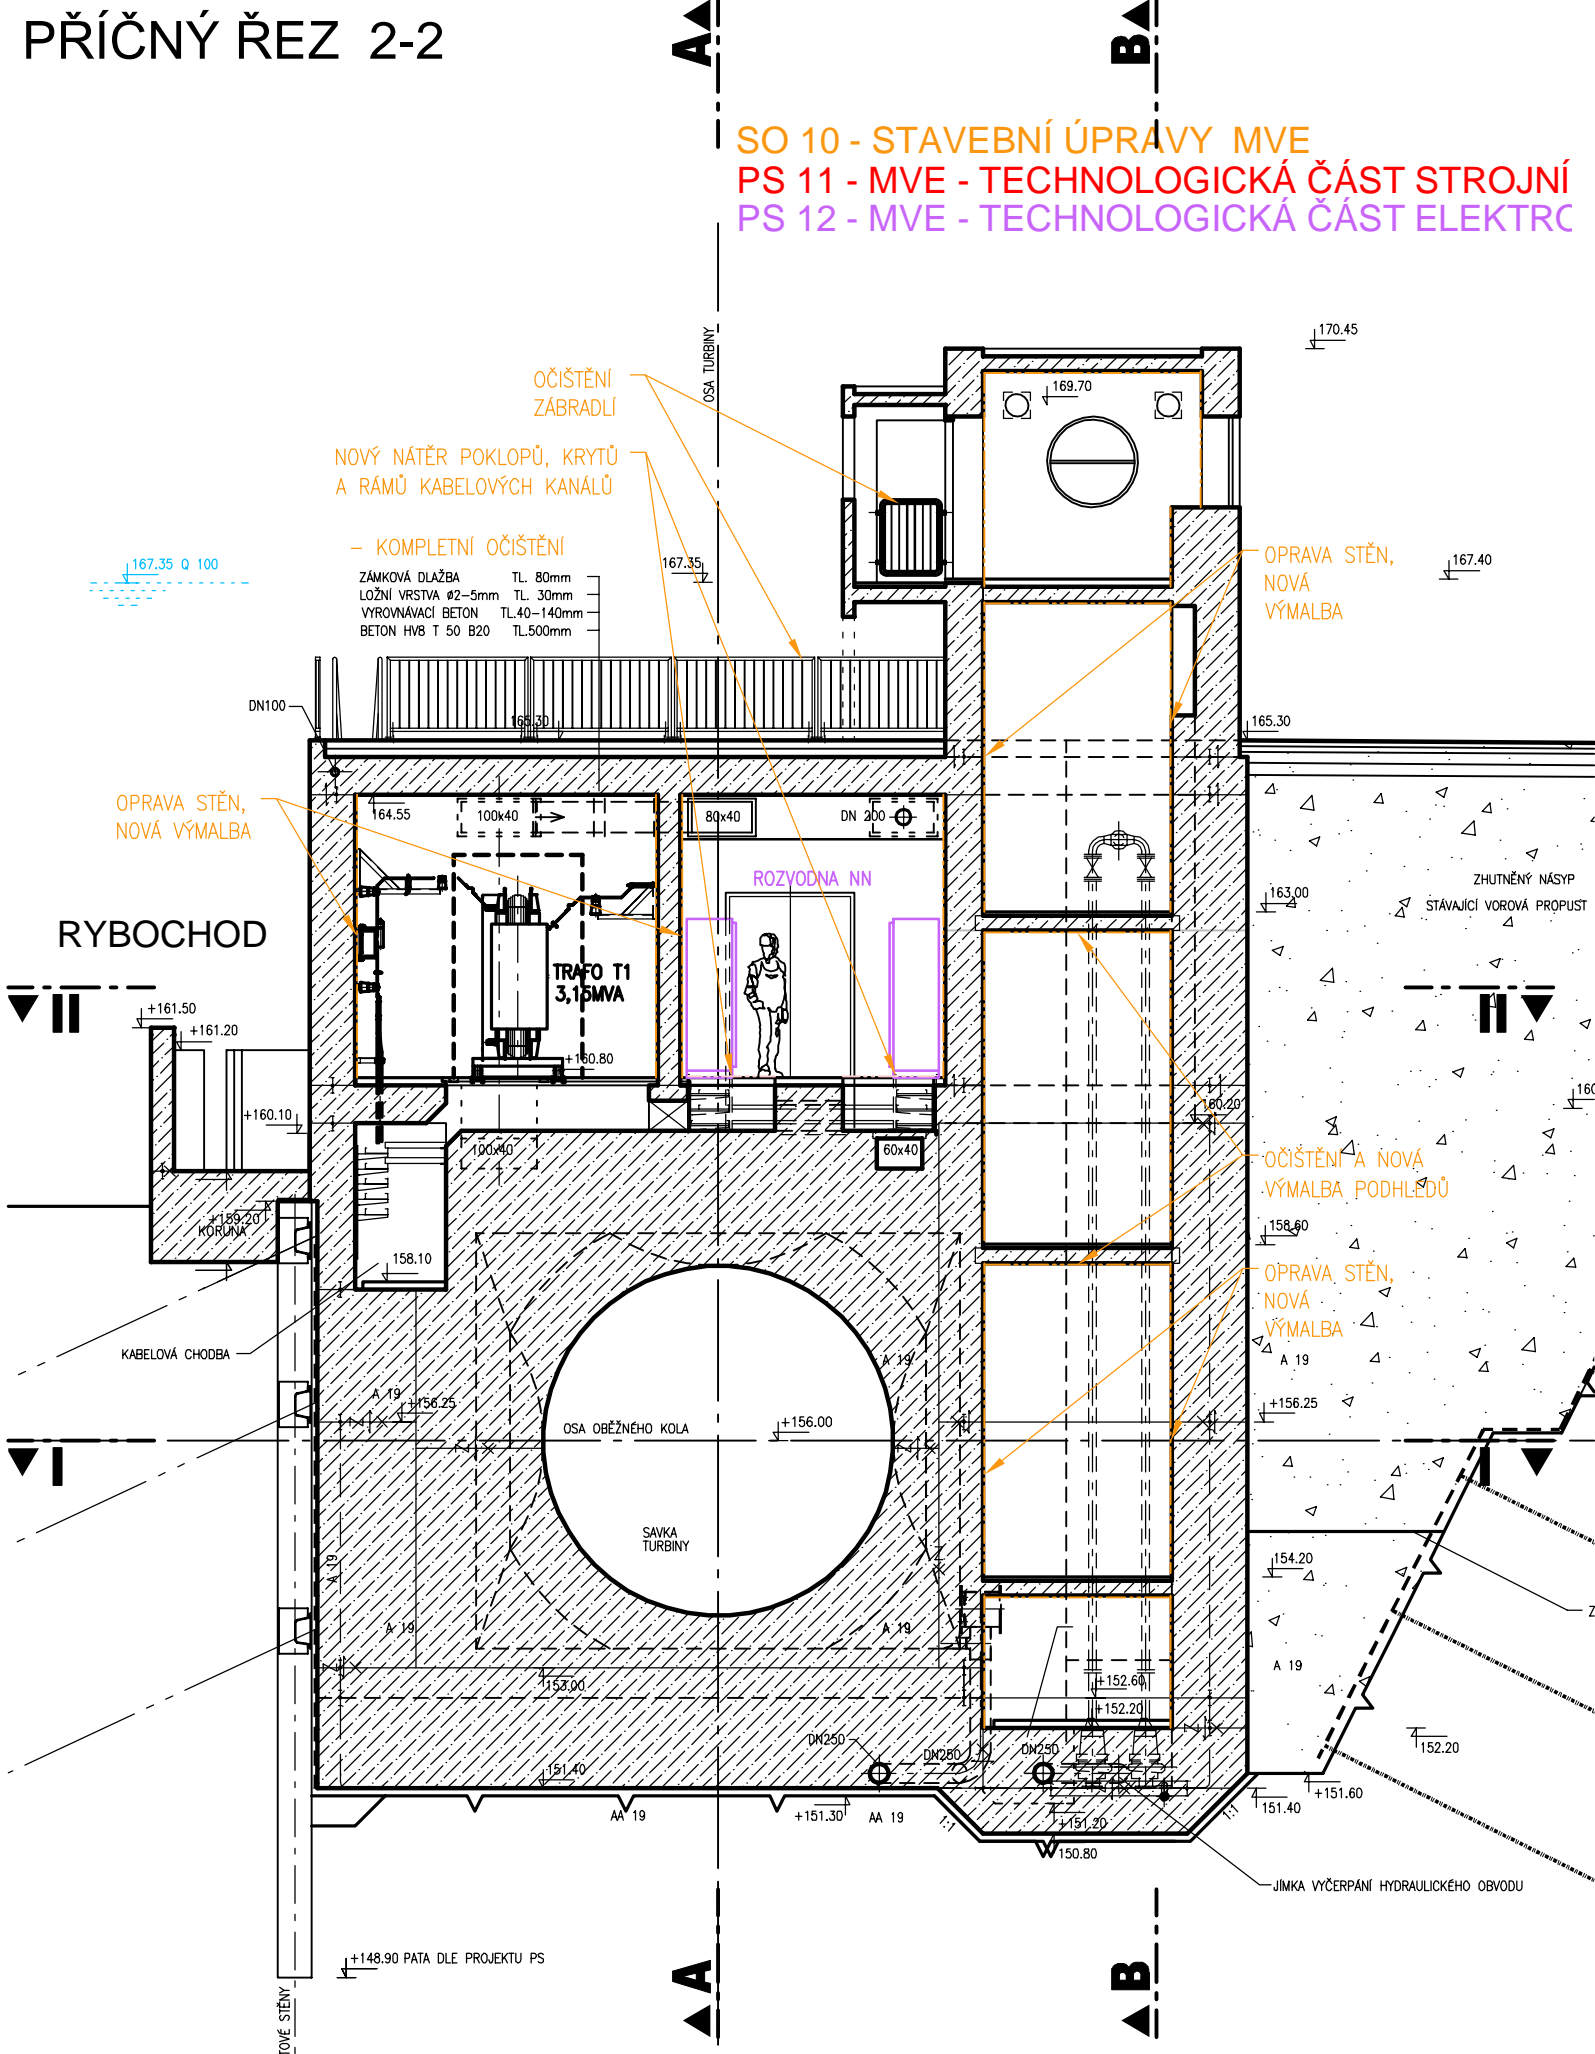 PŘÍČNÝ ŘEZ 2-2
A
B
SO 10 - STAVEBNÍ ÚPRAVY MVE
PS 11 - MVE - TECHNOLOGICKÁ ČÁST STROJNÍ
PS 12 - MVE - TECHNOLOGICKÁ ČÁST
OSA TURBINY
170.45
169.70
OČIŠTĚNÍ
ZÁBRADLÍ
NOVÝ NÁTĚR POKLOPŮ, KRYTŮ
A RÁMŮ KABELOVÝCH KANÁLŮ
- KOMPLETNÍ OČIŠTĚNÍ
167.35 Q 100
167.35
167.40
OPRAVA STĚN,
NOVÁ
VÝMALBA
ZÁMKOVÁ DLAŽBA TL. 80mm
LOŽNÍ VRSTVA ø2-5mm TL. 30mm
VYROVNÁVACÍ BETON TL.40-140mm
BETON HV8 T 50 B20 TL.500mm
DN100
165.30
165.30
OPRAVA STĚN,
NOVÁ VÝMALBA
164.55
100x40
80x40
DN 200
ROZVODNA NN
163.00
ZHUTNĚNÝ NÁSYP
STÁVAJÍCÍ VOROVÁ PROPUST
RYBOCHOD
TRAFO T1
3,15MVA
II
II
+161.50
+161.20
+160.80
+160.10
160.20
100x40
60x40
OČIŠTĚNÍ A NOVÁ
VÝMALBA PODHLEDŮ
+159.20
KORUNA
158.60
158.10
OPRAVA STĚN,
NOVÁ
VÝMALBA
KABELOVÁ CHODBA
A 19
A 19
A 19
+156.25
+156.25
OSA OBĚŽNÉHO KOLA
+156.00
I
I
SAVKA
TURBINY
154.20
A 19
A 19
A 19
A 19
153.00
+152.60
+152.20
152.20
DN250
DN250
DN250
151.40
+151.60
151.40
AA 19
+151.30
AA 19
1:1
1:1
+151.20
150.80
JÍMKA VYČERPÁNÍ HYDRAULICKÉHO OBVODU
+148.90 PATA DLE PROJEKTU PS
STĚNY
A
B